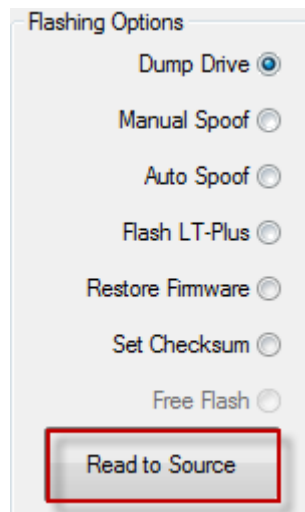 Flashing Options
Dump Drive
Manual Spoof
Auto Spoof
Flash LT-Plus
Restore Firmware
Set Checksum
Free Flash
Read to Source